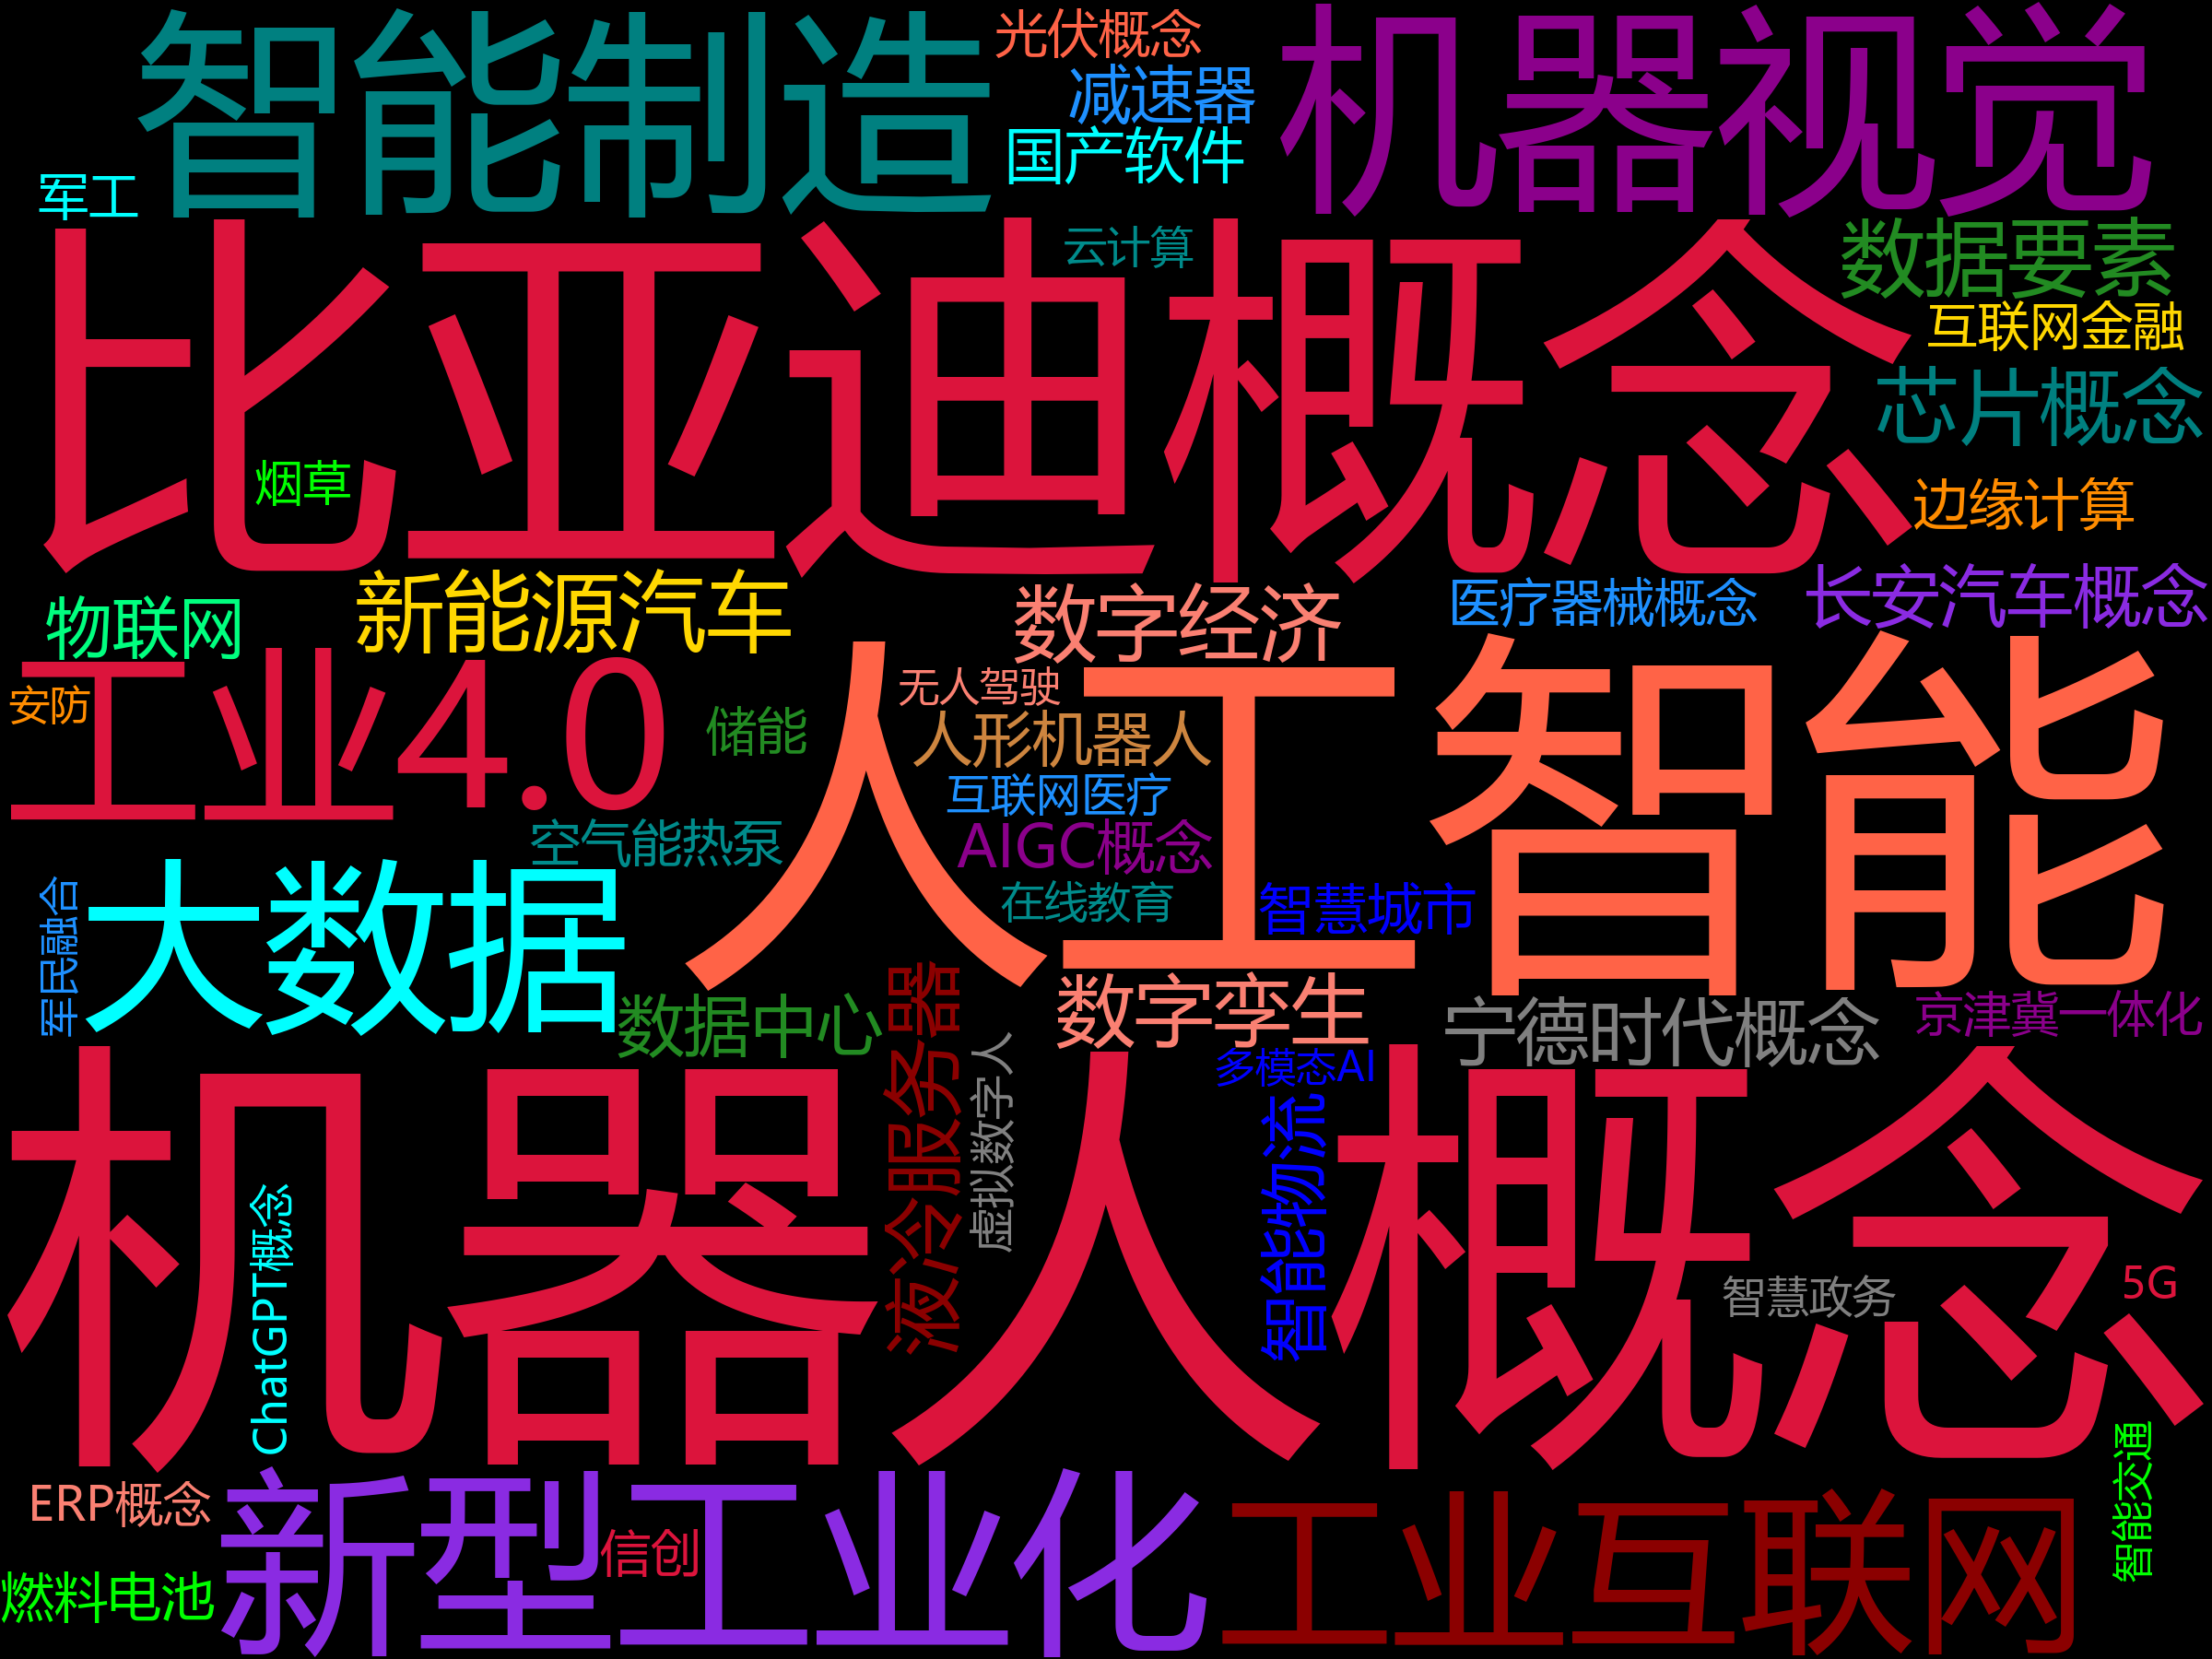 智能制造
光伏概念
机器视觉
减速器
国产软件
军工
比亚迪概念
云计算
数据要素
互联网金融
芯片概念
烟草
边缘计算
物联网
新能源汽车
数字经济
医疗器械概念
长安汽车概念
工业4.0
安防
储能
人工智能
无人驾驶
人形机器人
互联网医疗
空气能热泵
AIGC概念
在线教育
智慧城市
大数据
军民融合
数据中心
液冷服务器
数字孪生
宁德时代概念
京津冀一体化
虚拟数字人
多模态AI
机器人概念
智能物流
ChatGPT概念
智慧政务
5G
智能交通
ERP概念
新型工业化
信创
工业互联网
燃料电池